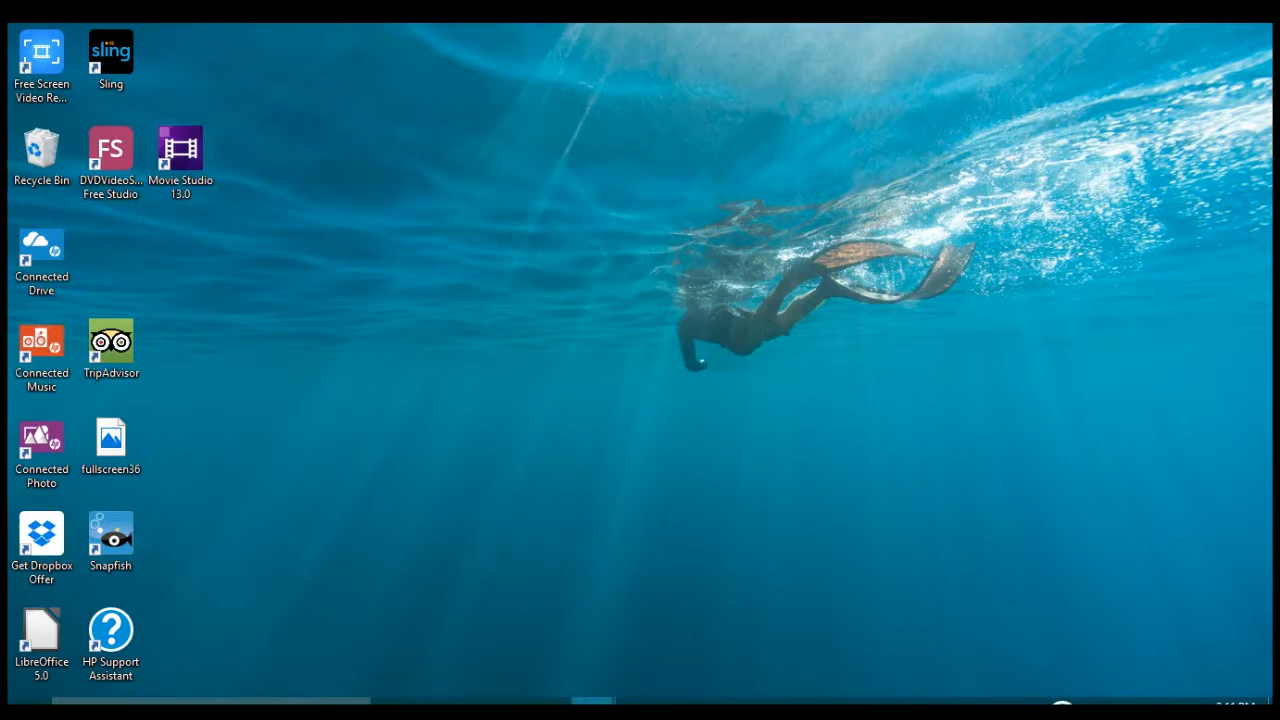 Free Screen
Video Re...
sling
Sling
Recycle Bin
FS
DVDVideoS...
Free Studio
Movie Studio
13.0
Connected
Drive
Connected
Music
TripAdvisor
Connected
Photo
fullscreen36
Get Dropbox
Offer
Snapfish
LibreOffice
5.0
HP Support
Assistant